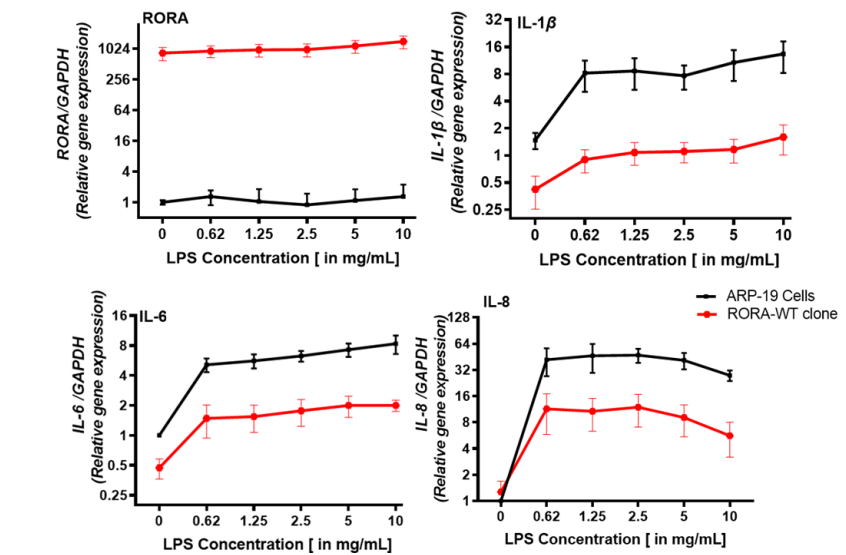 RORA
RORA/GAPDH
(Relative gene expression)
1024
256
64
16
4
1
0 0.62 1.25 2.5 5 10
LPS Concentration [ in mg/mL]
IL-1β
IL-1β /GAPDH
(Relative gene expression)
32
16
8
4
2
1
0.5
0.25
0 0.62 1.25 2.5 5 10
LPS Concentration [ in mg/mL]
IL-6
IL-6 /GAPDH
(Relative gene expression)
16
8
4
2
1
0.5
0.25
0 0.62 1.25 2.5 5 10
LPS Concentration [ in mg/mL]
IL-8
ARP-19 Cells
RORA-WT clone
IL-8 /GAPDH
(Relative gene expression)
128
64
32
16
8
4
2
1
0 0.62 1.25 2.5 5 10
LPS Concentration [ in mg/mL]